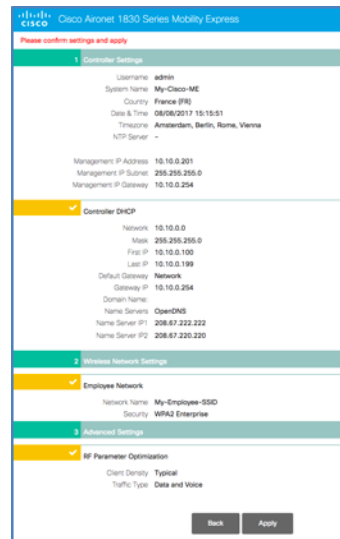 CISCO Cisco Aironet 1830 Series Mobility Express
Please confirm settings and apply
1 Controller Settings
Username admin
System Name My-Cisco-ME
Country France (FR)
Date & Time 08/08/2017 15:15:51
Timezone Amsterdam, Berlin, Rome, Vienna
NTP Server -
Management IP Address 10.10.0.201
Management IP Subnet 255.255.255.0
Management IP Gateway 10.10.0.254
Controller DHCP
Network 10.10.0.0
Mask 255.255.255.0
First IP 10.10.0.100
Last IP 10.10.0.199
Default Gateway Network
Gateway IP 10.10.0.254
Domain Name:
Name Servers OpenDNS
Name Server IP1 208.67.222.222
Name Server IP2 208.67.220.220
2 Wireless Network Settings
Employee Network
Network Name My-Employee-SSID
Security WPA2 Enterprise
3 Advanced Settings
RF Parameter Optimization
Client Density Typical
Traffic Type Data and Voice
Back Apply